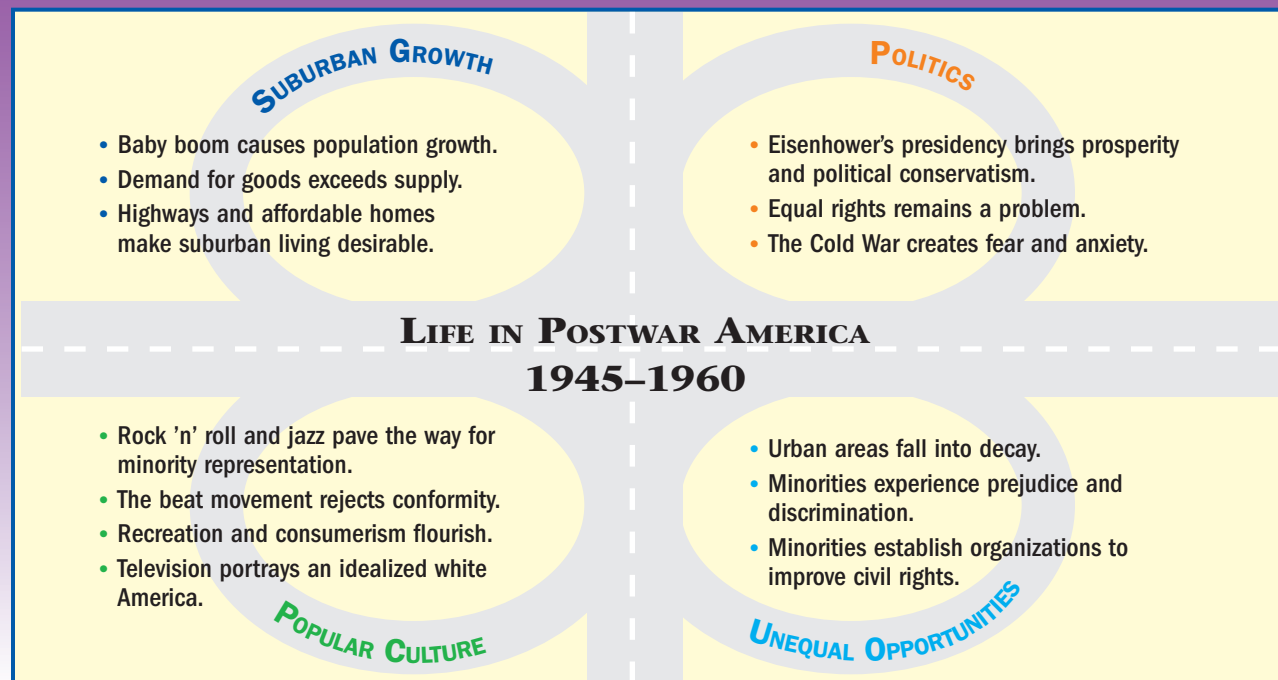 SUBURBAN GROWTH
• Baby boom causes population growth.
• Demand for goods exceeds supply.
• Highways and affordable homes
make suburban living desirable.
POLITICS
• Eisenhower’s presidency brings prosperity
and political conservatism.
• Equal rights remains a problem.
• The Cold War creates fear and anxiety.
LIFE IN POSTWAR AMERICA
1945–1960
• Rock ’n’ roll and jazz pave the way for
minority representation.
• The beat movement rejects conformity.
• Recreation and consumerism flourish.
• Television portrays an idealized white
America.
POPULAR CULTURE
• Urban areas fall into decay.
• Minorities experience prejudice and
discrimination.
• Minorities establish organizations to
improve civil rights.
UNEQUAL OPPORTUNITIES